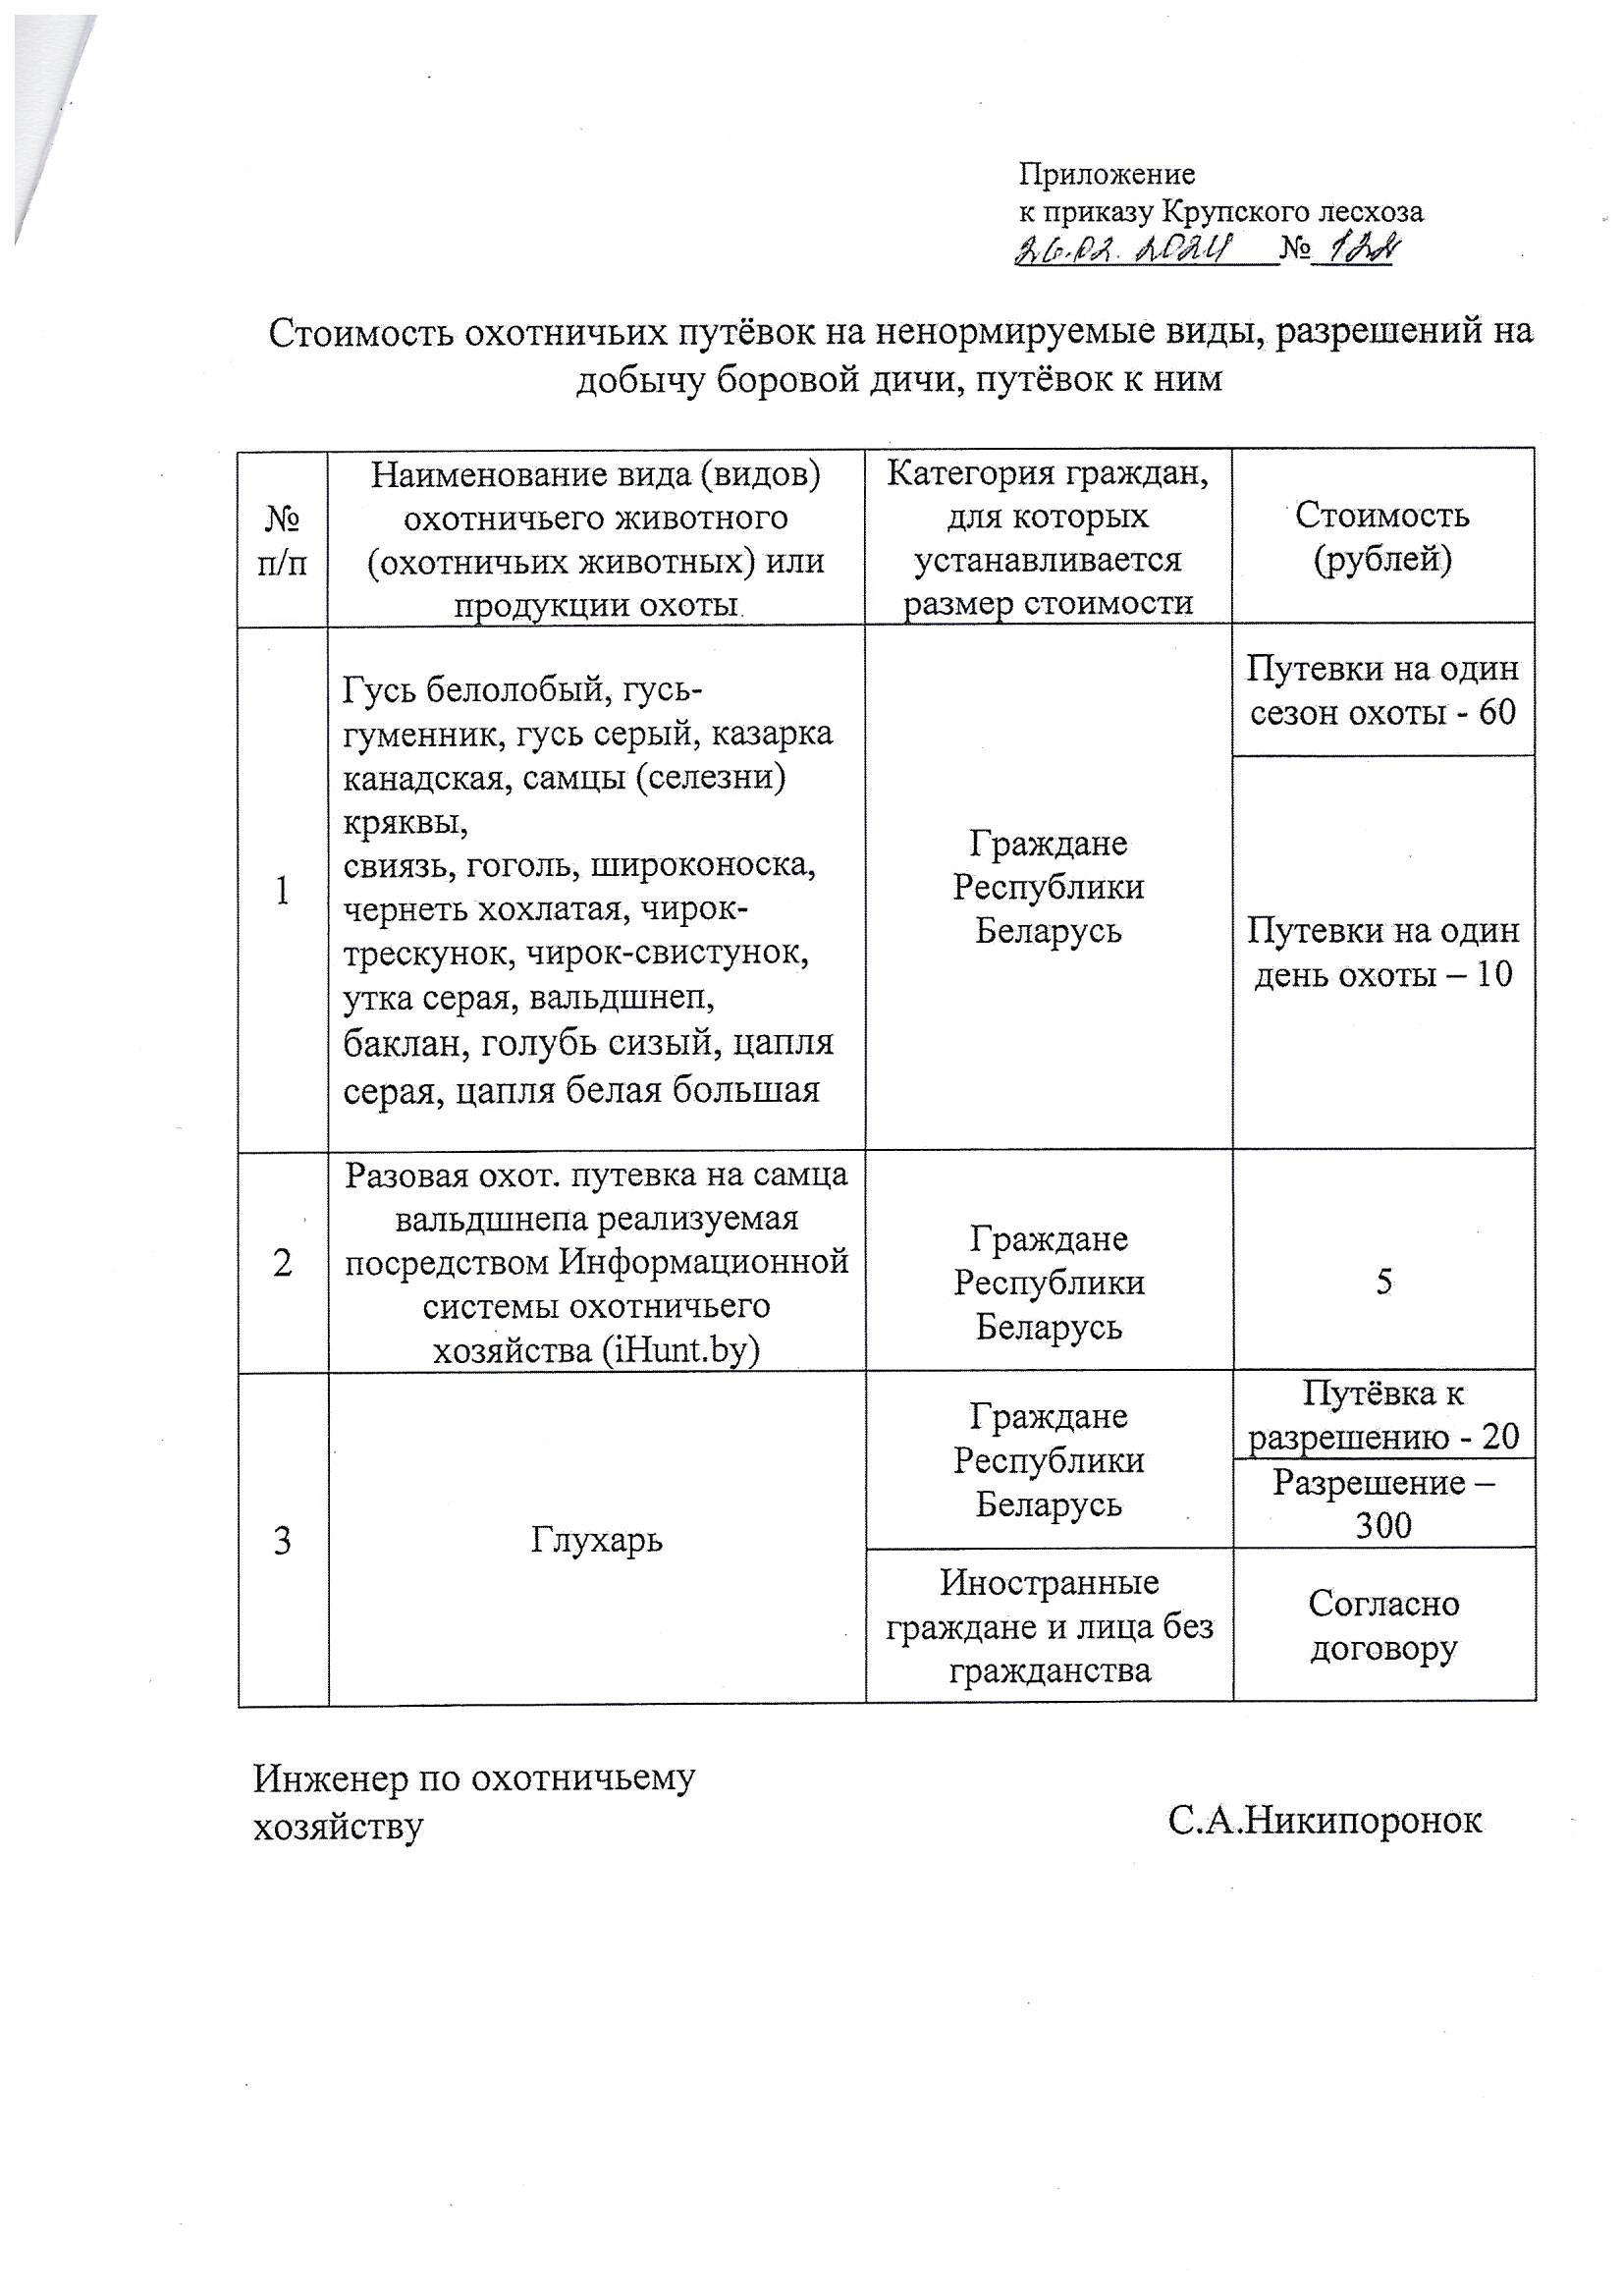 Приложение
к приказу Крупского лесхоза
26.02.2024 № 122
Стоимость охотничьих путёвок на ненормируемые виды, разрешений на
добычу боровой дичи, путёвок к ним
№
п/п
Наименование вида (видов)
охотничьего животного
(охотничьих животных) или
продукции охоты
Категория граждан,
для которых
устанавливается
размер стоимости
Стоимость
(рублей)
1
Гусь белолобый, гусь-
гуменник, гусь серый, казарка
канадская, самцы (селезни)
кряквы,
свиязь, гоголь, широконоска,
чернеть хохлатая, чирок-
трескунок, чирок-свистунок,
утка серая, вальдшнеп,
баклан, голубь сизый, цапля
серая, цапля белая большая
Граждане
Республики
Беларусь
Путевки на один
сезон охоты - 60
Путевки на один
день охоты – 10
2
Разовая охот. путевка на самца
вальдшнепа реализуемая
посредством Информационной
системы охотничьего
хозяйства (iHunt.by)
Граждане
Республики
Беларусь
5
3
Глухарь
Граждане
Республики
Беларусь
Путёвка к
разрешению - 20
Разрешение –
300
Иностранные
граждане и лица без
гражданства
Согласно
договору
Инженер по охотничьему
хозяйству
С.А.Никипоронок